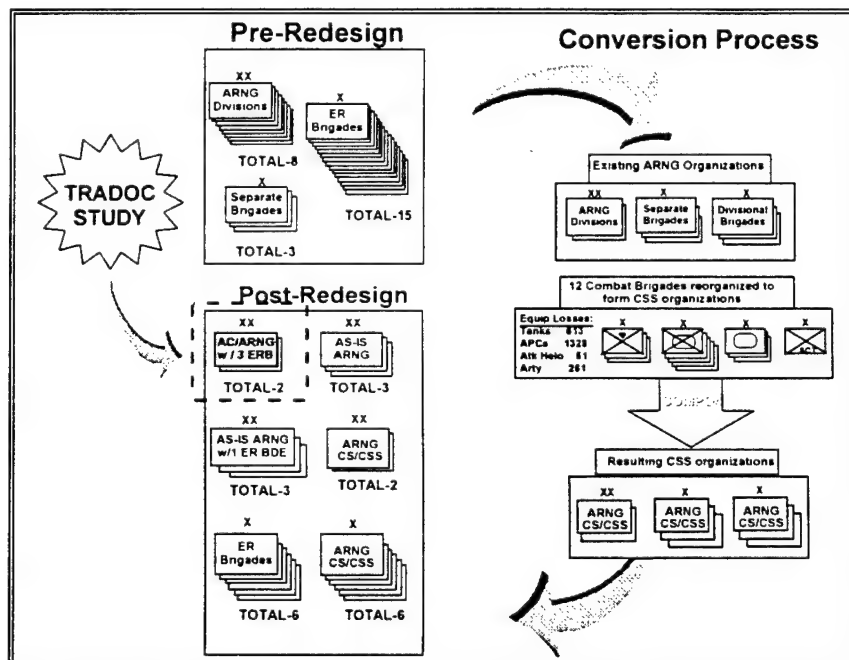 Pre-Redesign
XX
ARNG
Divisions
TOTAL-8
X
ER
Brigades
TOTAL-15
X
Separate
Brigades
TOTAL-3
TRADOC
STUDY
Post-Redesign
XX
AC/ARNG
w/ 3 ERB
TOTAL-2
XX
AS-IS
ARNG
TOTAL-3
XX
AS-IS ARNG
w/1 ER BDE
TOTAL-3
XX
ARNG
CS/CSS
TOTAL-2
X
ER
Brigades
TOTAL-6
X
ARNG
CS/CSS
TOTAL-6
Conversion Process
Existing ARNG Organizations
XX
ARNG
Divisions
X
Separate
Brigades
X
Divisional
Brigades
12 Combat Brigades reorganized to
form CSS organizations
Equip Losses:
Tanks 613
APCs 1328
Atk Helo 51
Arty 261
X
X
X
X
Resulting CSS organizations
XX
ARNG
CS/CSS
X
ARNG
CS/CSS
X
ARNG
CS/CSS